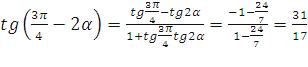 tg(3π/4 − 2α) = (tg 3π/4 − tg2α)/(1+tg 3π/4 tg2α) = (−1−24/7)/(1−24/7) = 31/17